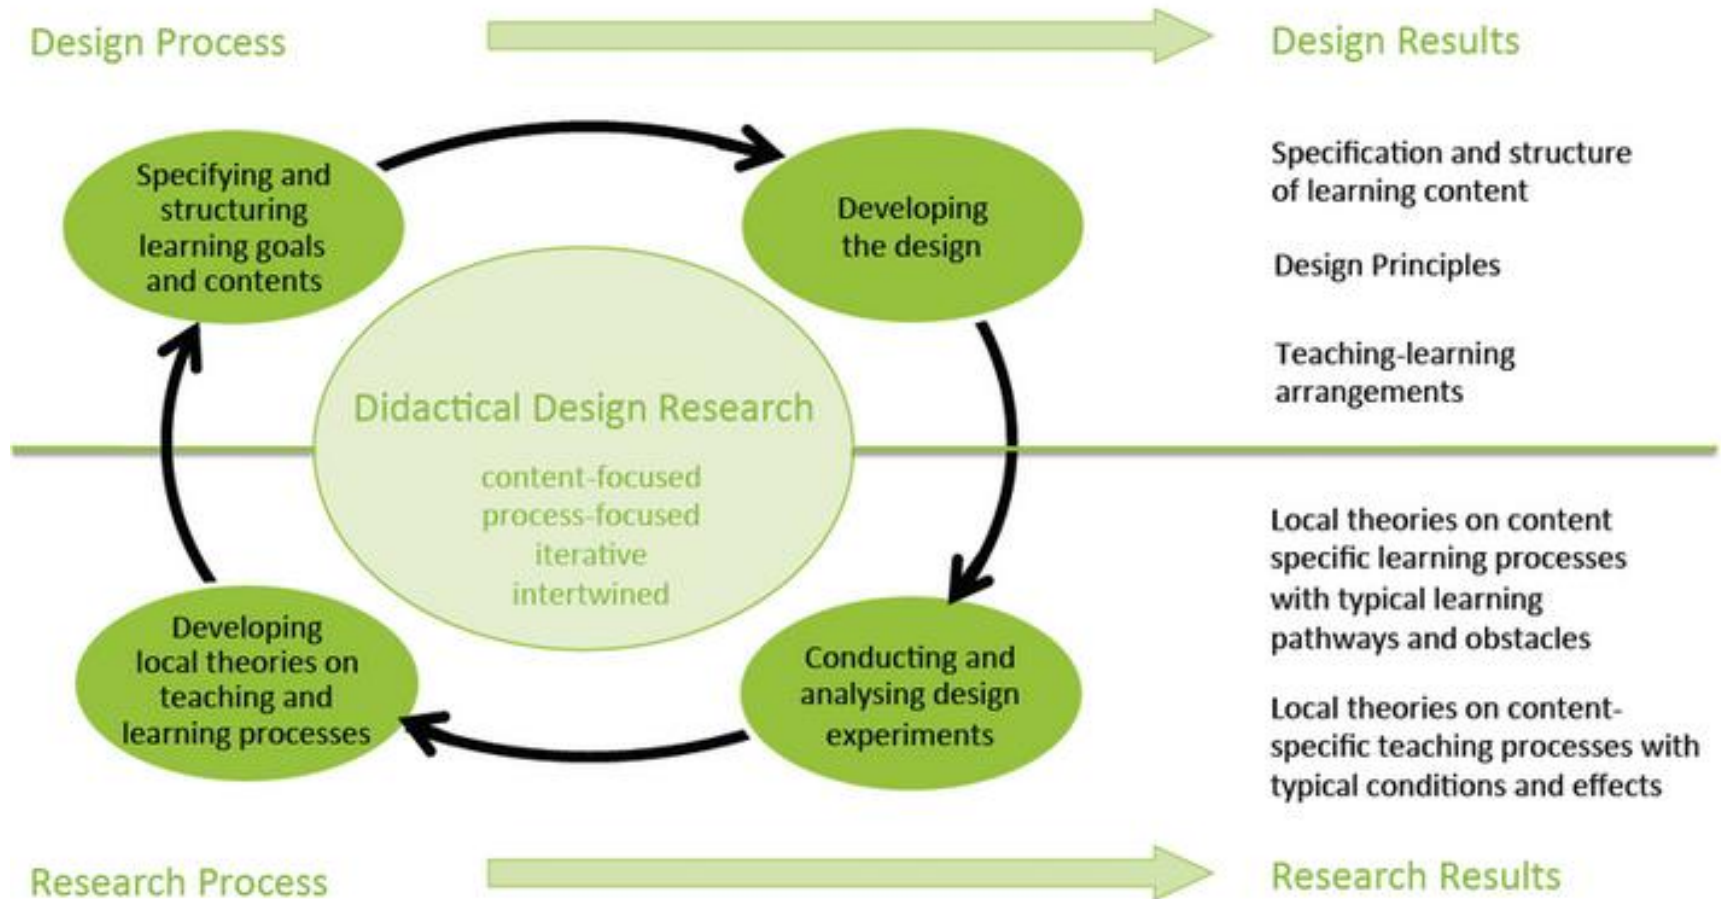 Design Process
Design Results
Specifying and
structuring
learning goals
and contents
Developing
the design
Didactical Design Research
content-focused
process-focused
iterative
intertwined
Developing
local theories on
teaching and
learning processes
Conducting and
analysing design
experiments
Specification and structure
of learning content
Design Principles
Teaching-learning
arrangements
Local theories on content
specific learning processes
with typical learning
pathways and obstacles
Local theories on content-
specific teaching processes with
typical conditions and effects
Research Process
Research Results